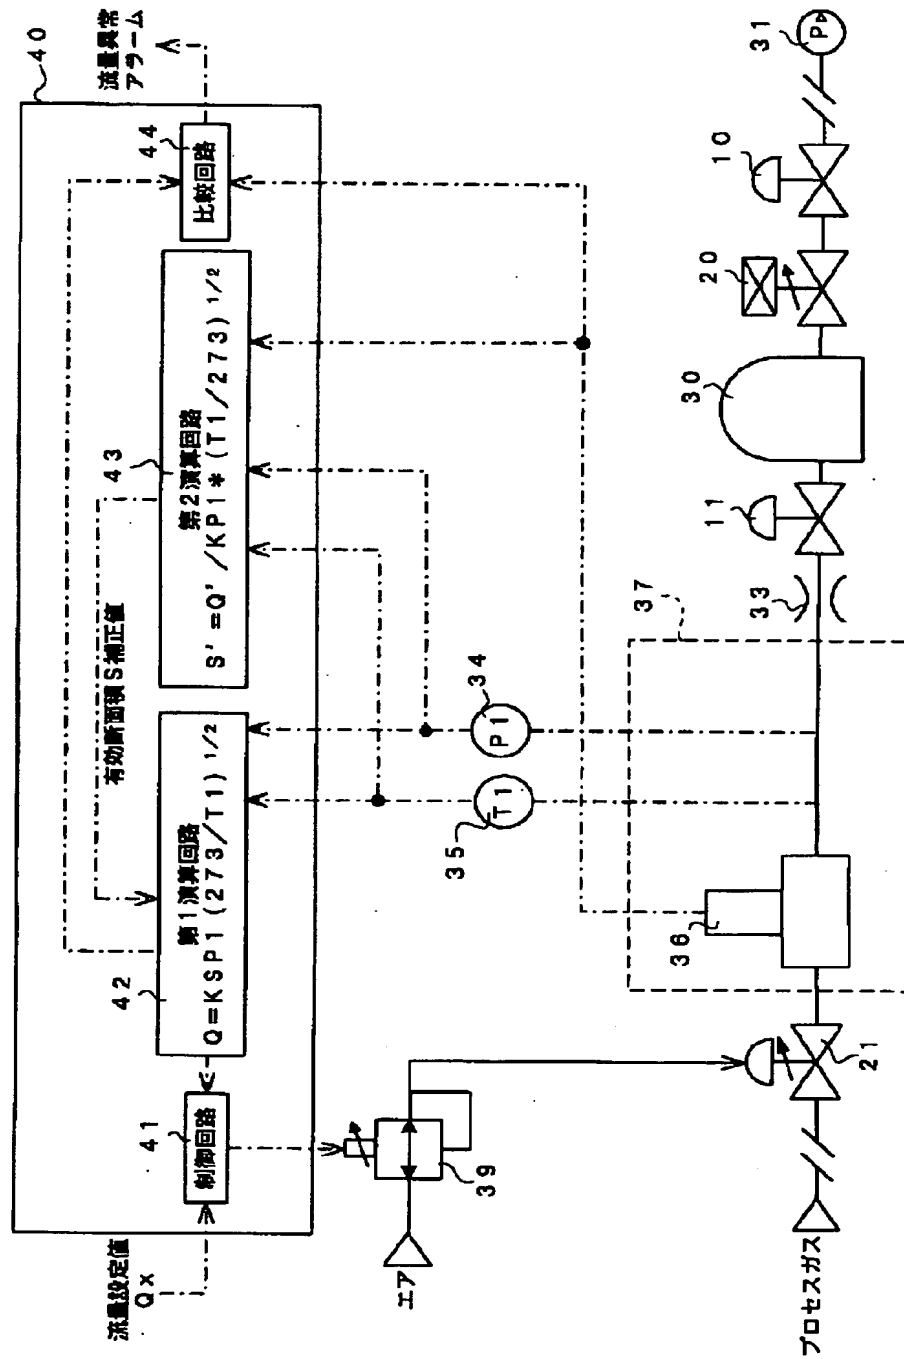 流量設定値
Qx
41
制御回路
42
第1演算回路
Q=KSP1(273/T1)^1/2
有効断面積S補正値
43
第2演算回路
S'=Q'/KP1*(T1/273)^1/2
44
比較回路
流量異常
アラーム
40
エア
39
35
T1
34
P1
37
36
33
11
30
20
10
31
P
21
プロセスガス